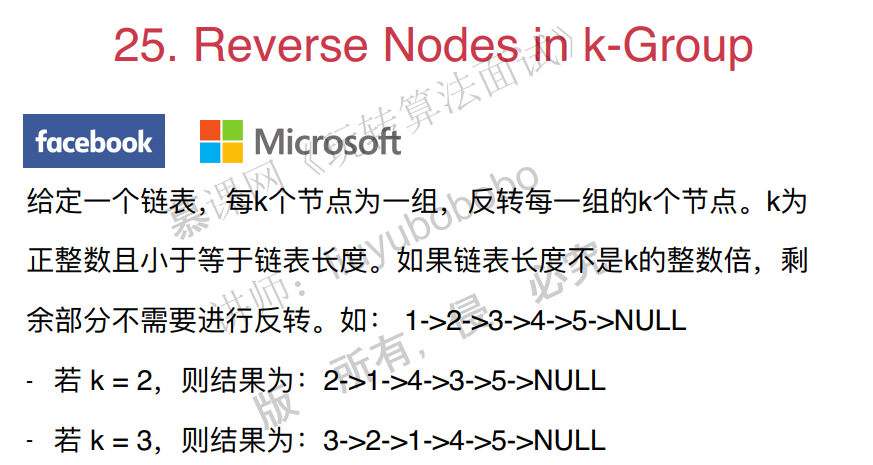 25. Reverse Nodes in k-Group
facebook
Microsoft
给定一个链表，每k个节点为一组，反转每一组的k个节点。k为
正整数且小于等于链表长度。如果链表长度不是k的整数倍，剩
余部分不需要进行反转。如： 1->2->3->4->5->NULL
- 若 k = 2，则结果为：2->1->4->3->5->NULL
- 若 k = 3，则结果为：3->2->1->4->5->NULL
慕课网《玩转算法面试》
讲师：liuyubobobo
版 所有，侵 必究